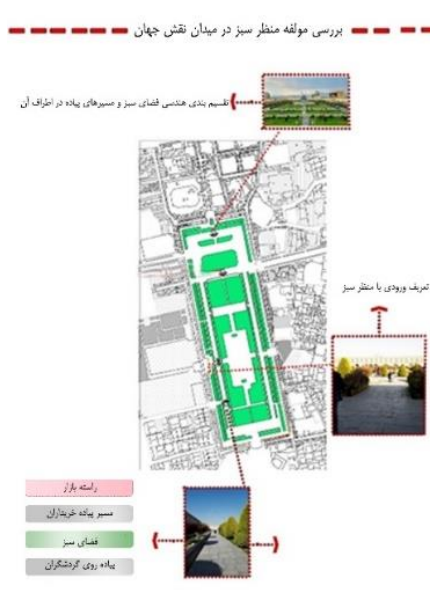 بررسی مولفه منظر سبز در میدان نقش جهان
تقسیم بندی هندسی فضای سبز و مسیرهای پیاده در اطراف آن
تعریف ورودی با منظر سبز
راسته بازار
مسیر پیاده خریداران
فضای سبز
پیاده روی گردشگران